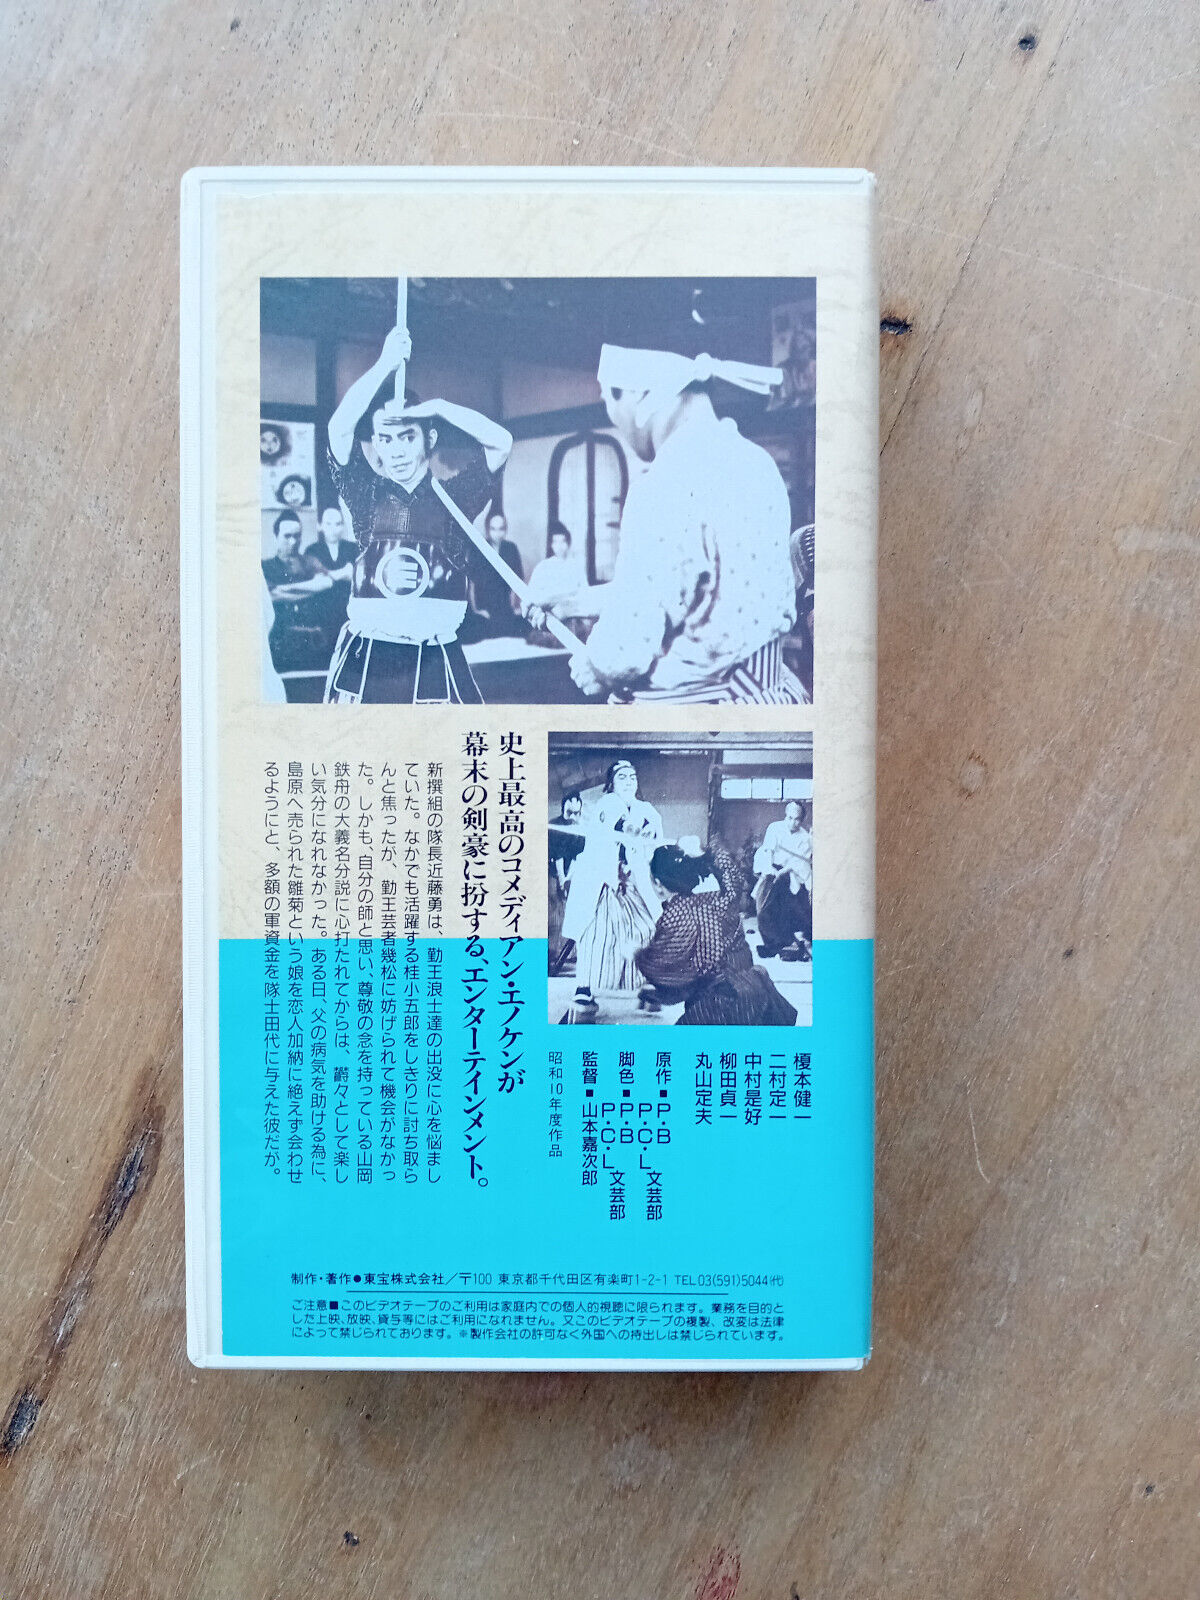 榎本健一
二村定一
中村是好
柳田貞一
丸山定夫
原作■P・B
P・C・L文芸部
脚色■P・B
P・C・L文芸部
監督■山本嘉次郎
昭和10年度作品
史上最高のコメディアン・エノケンが
幕末の剣豪に扮する、エンターテインメント。
新撰組の隊長近藤勇は、勤王浪士達の出没に心を悩まし
ていた。なかでも活躍する桂小五郎をしきりに討ち取ら
んと焦ったが、勤王芸者幾松に妨げられて機会がなかっ
た。しかも、自分の師と思い、尊敬の念を持っている山岡
鉄舟の大義名分説に心打たれてからは、欝々として楽し
い気分になれなかった。ある日、父の病気を助ける為に、
島原へ売られた雛菊という娘を恋人加納に絶えず会わせ
るようにと、多額の軍資金を隊士田代に与えた彼だが。
制作・著作●東宝株式会社/〒100 東京都千代田区有楽町1-2-1 TEL03(591)5044(代)
ご注意■このビデオテープのご利用は家庭内での個人的視聴に限られます。業務を目的と
した上映、放映、貸与等にはご利用になれません。又このビデオテープの複製、改変は法律
によって禁じられております。※製作会社の許可なく外国への持出しは禁じられています。